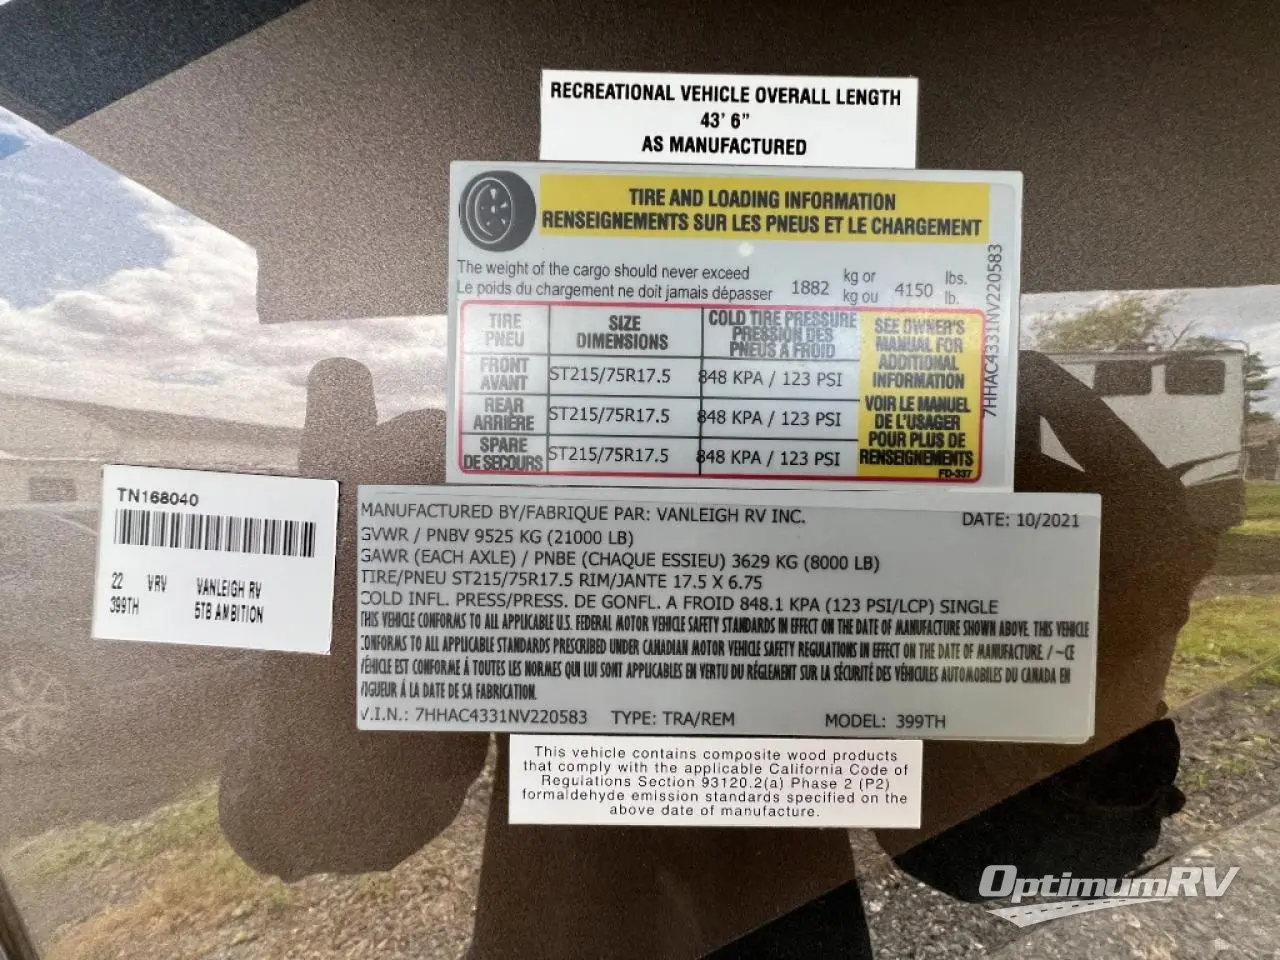 RECREATIONAL VEHICLE OVERALL LENGTH
43' 6"
AS MANUFACTURED
TIRE AND LOADING INFORMATION
RENSEIGNEMENTS SUR LES PNEUS ET LE CHARGEMENT
The weight of the cargo should never exceed 1882 kg or 4150 lbs.
Le poids du chargement ne doit jamais dépasser kg ou lb.
TIRE PNEU
SIZE DIMENSIONS
COLD TIRE PRESSURE PRESSION DES PNEUS A FROID
FRONT AVANT ST215/75R17.5 848 KPA / 123 PSI
REAR ARRIÈRE ST215/75R17.5 848 KPA / 123 PSI
SPARE DE SECOURS ST215/75R17.5 848 KPA / 123 PSI
SEE OWNER'S
MANUAL FOR
ADDITIONAL
INFORMATION
VOIR LE MANUEL
DE L'USAGER
POUR PLUS DE
RENSEIGNEMENTS
FD-337
7HHAC4331NV220583
TN168040
22 VRV VANLEIGH RV
399TH 5TB AMBITION
MANUFACTURED BY/FABRIQUE PAR: VANLEIGH RV INC. DATE: 10/2021
GVWR / PNBV 9525 KG (21000 LB)
GAWR (EACH AXLE) / PNBE (CHAQUE ESSIEU) 3629 KG (8000 LB)
TIRE/PNEU ST215/75R17.5 RIM/JANTE 17.5 X 6.75
COLD INFL. PRESS/PRESS. DE GONFL. A FROID 848.1 KPA (123 PSI/LCP) SINGLE
THIS VEHICLE CONFORMS TO ALL APPLICABLE U.S. FEDERAL MOTOR VEHICLE SAFETY STANDARDS IN EFFECT ON THE DATE OF MANUFACTURE SHOWN ABOVE. THIS VEHICLE
CONFORMS TO ALL APPLICABLE STANDARDS PRESCRIBED UNDER CANADIAN MOTOR VEHICLE SAFETY REGULATIONS IN EFFECT ON THE DATE OF MANUFACTURE. / ~CE
VÉHICLE EST CONFORME Á TOUTES LES NORMES QUI LUI SONT APPLICABLES EN VERTU DU RÉGLEMENT SUR LA SÉCURITÉ DES VÉHICULES AUTOMOBILES DU CANADA EN
VIGUEUR Á LA DATE DE SA FABRICATION.
V.I.N.: 7HHAC4331NV220583 TYPE: TRA/REM MODEL: 399TH
This vehicle contains composite wood products
that comply with the applicable California Code of
Regulations Section 93120.2(a) Phase 2 (P2)
formaldehyde emission standards specified on the
above date of manufacture.
OptimumRV